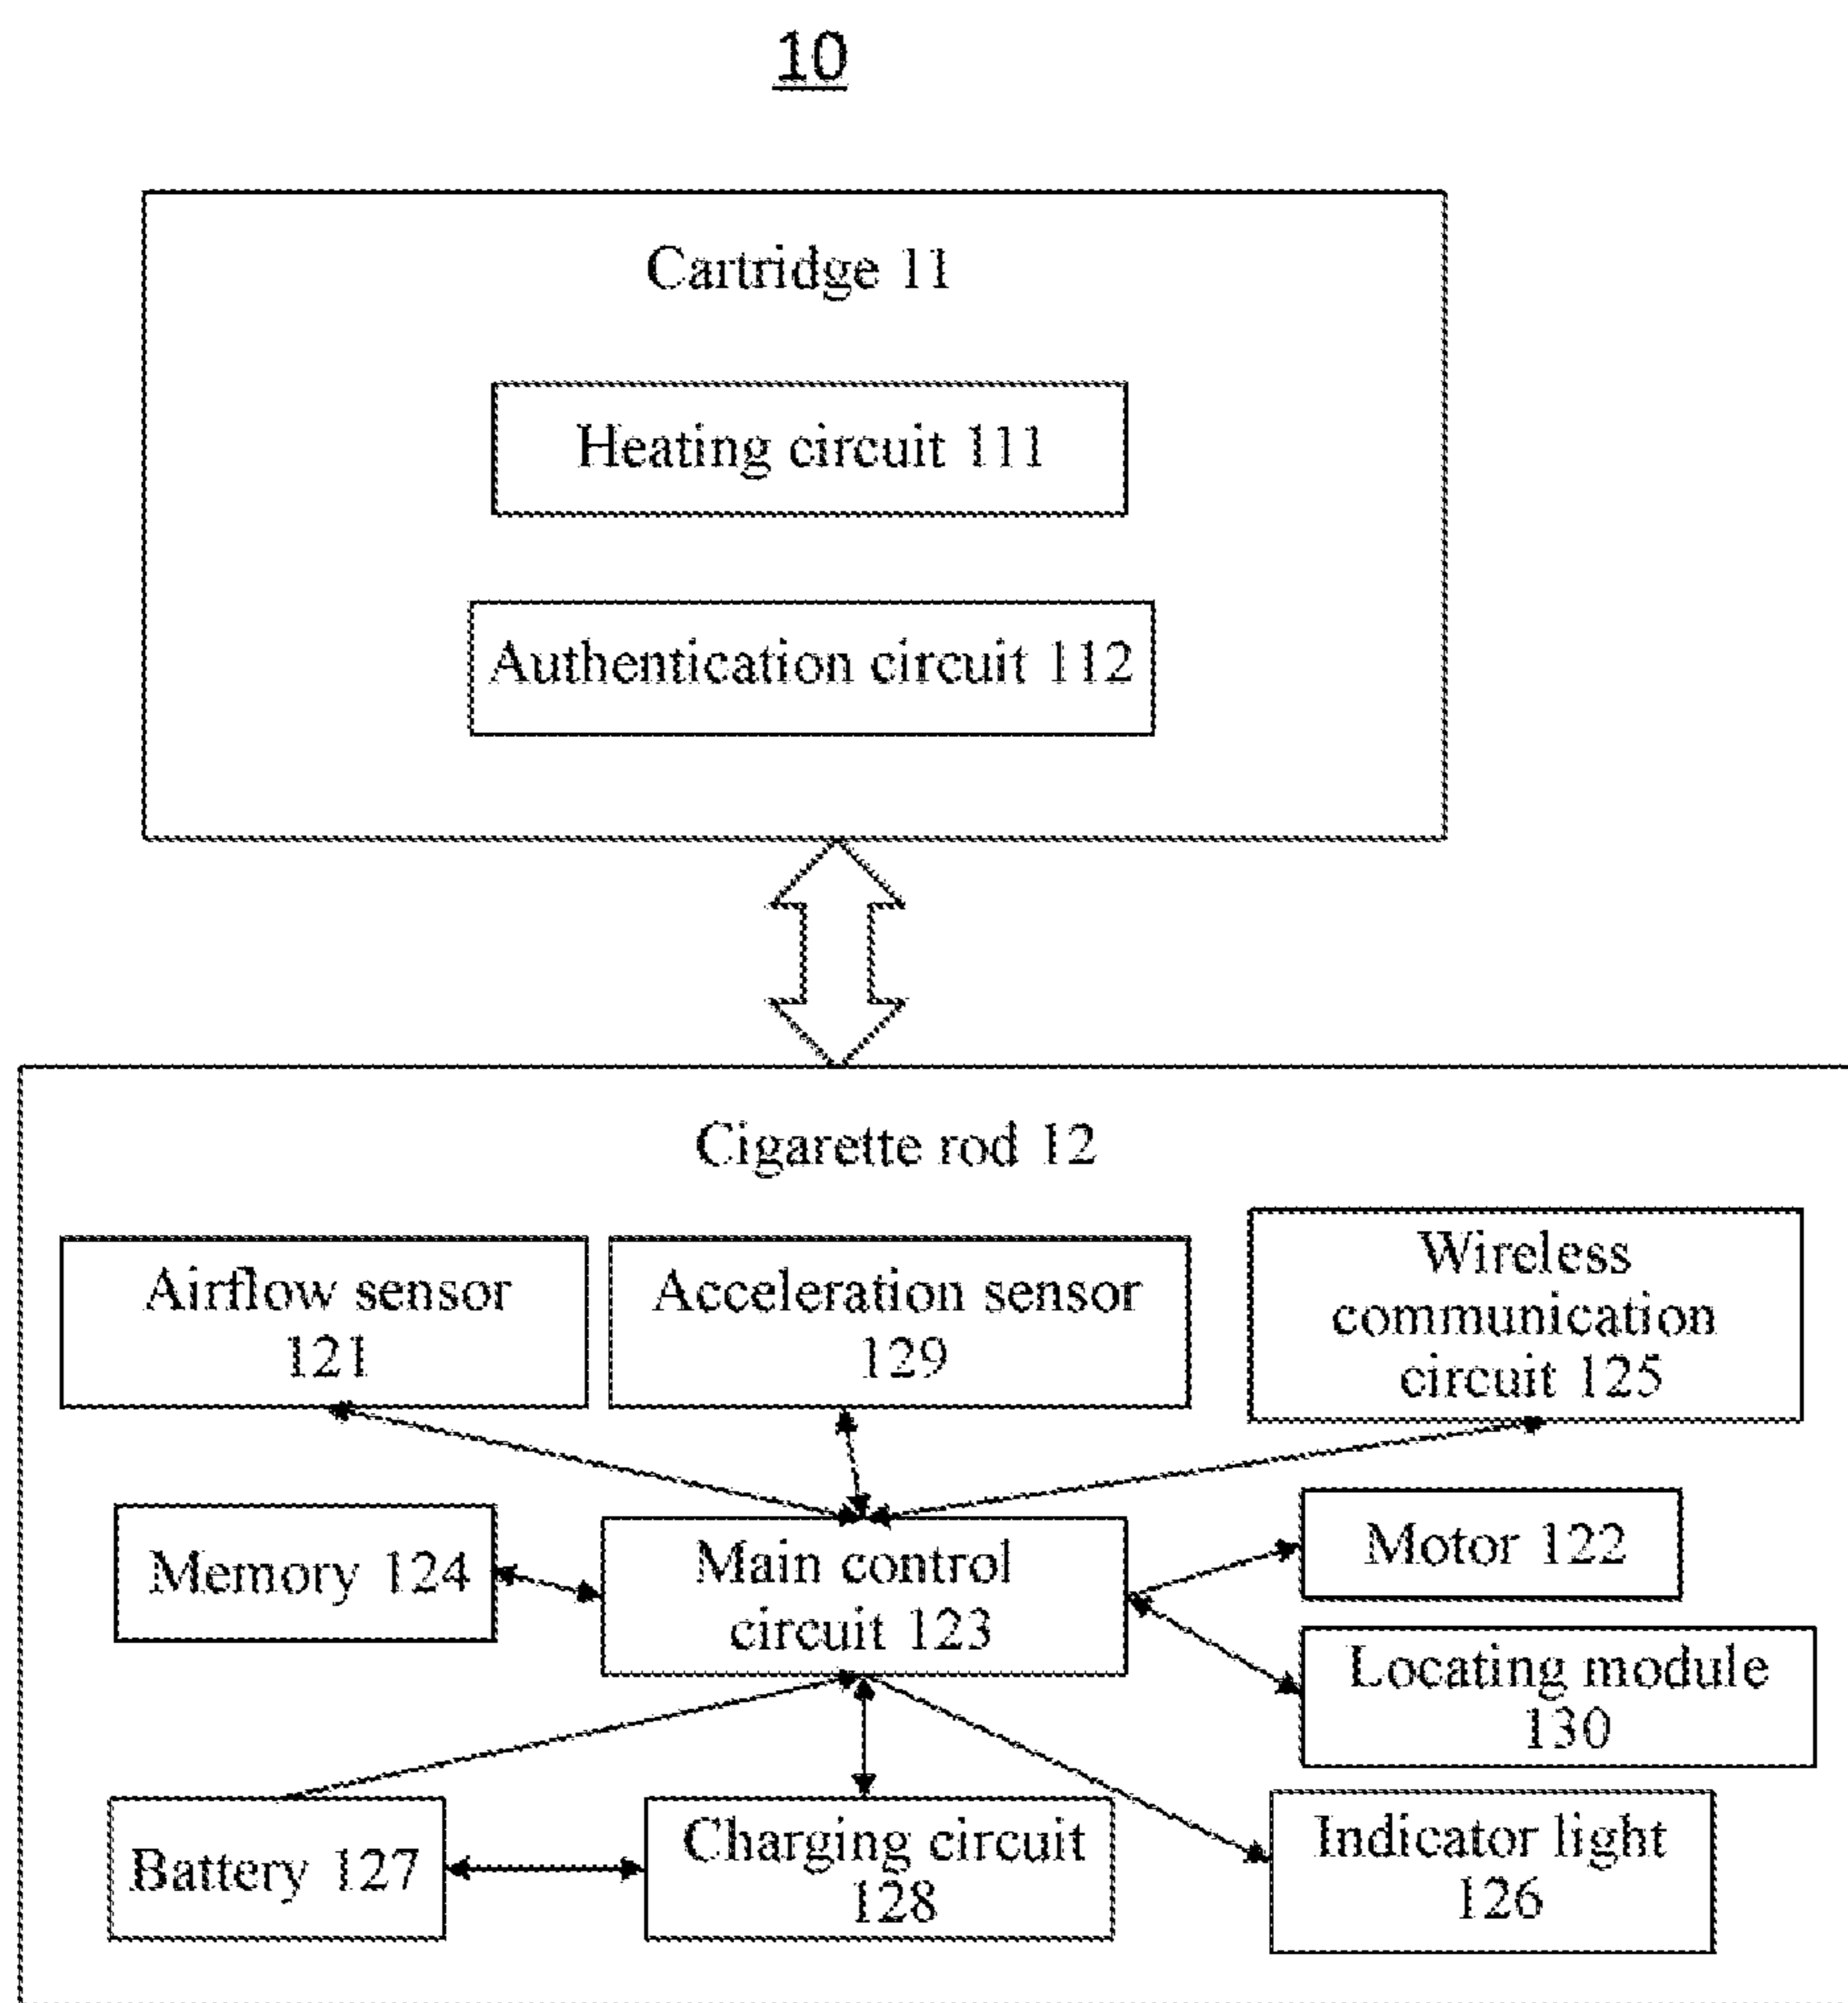 10
Cartridge 11
Heating circuit 111
Authentication circuit 112
Cigarette rod 12
Airflow sensor
121
Acceleration sensor
129
Wireless
communication
circuit 125
Memory 124
Main control
circuit 123
Motor 122
Locating module
130
Battery 127
Charging circuit
128
Indicator light
126